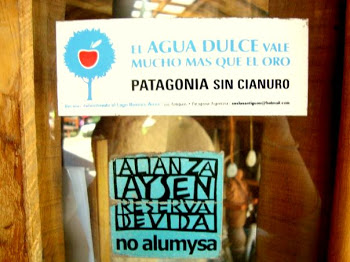 EL AGUA DULCE VALE
MUCHO MAS QUE EL ORO
PATAGONIA SIN CIANURO
ALIANZA
AYSEN
RESERVA
DE VIDA
no alumysa